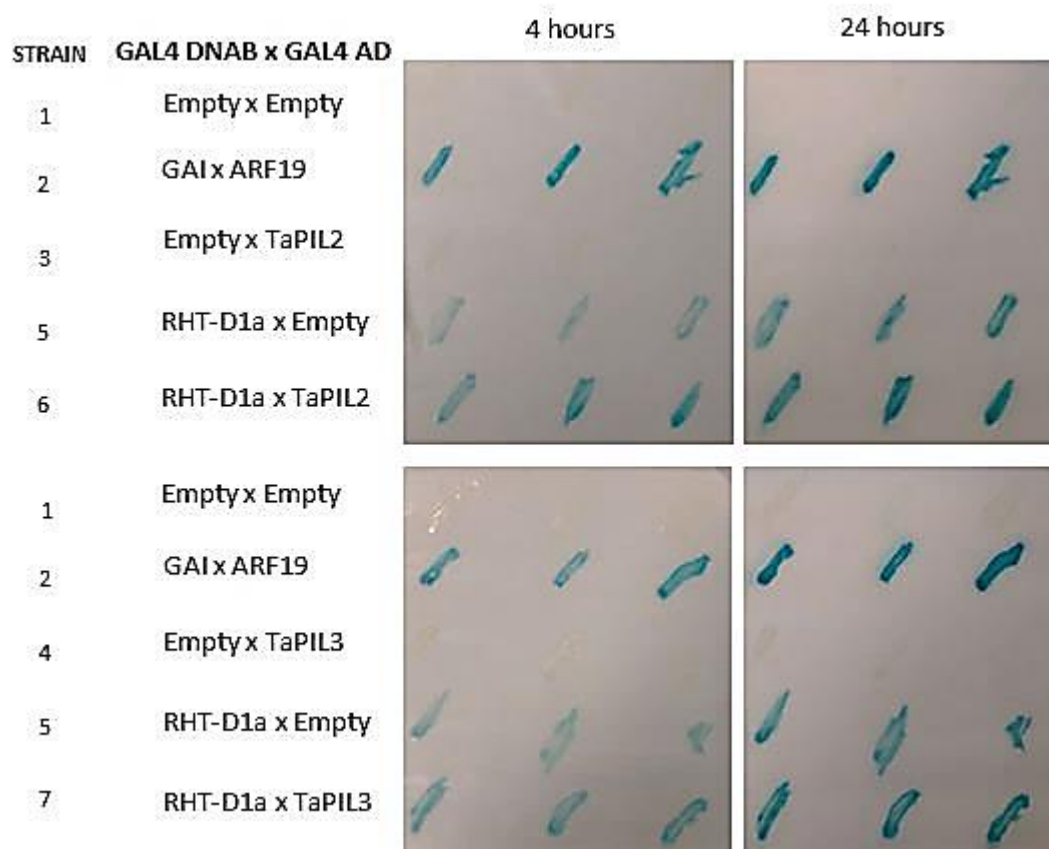 4 hours 24 hours
STRAIN GAL4 DNAB x GAL4 AD
1 Empty x Empty
2 GAI x ARF19
3 Empty x TaPIL2
5 RHT-D1a x Empty
6 RHT-D1a x TaPIL2
1 Empty x Empty
2 GAI x ARF19
4 Empty x TaPIL3
5 RHT-D1a x Empty
7 RHT-D1a x TaPIL3